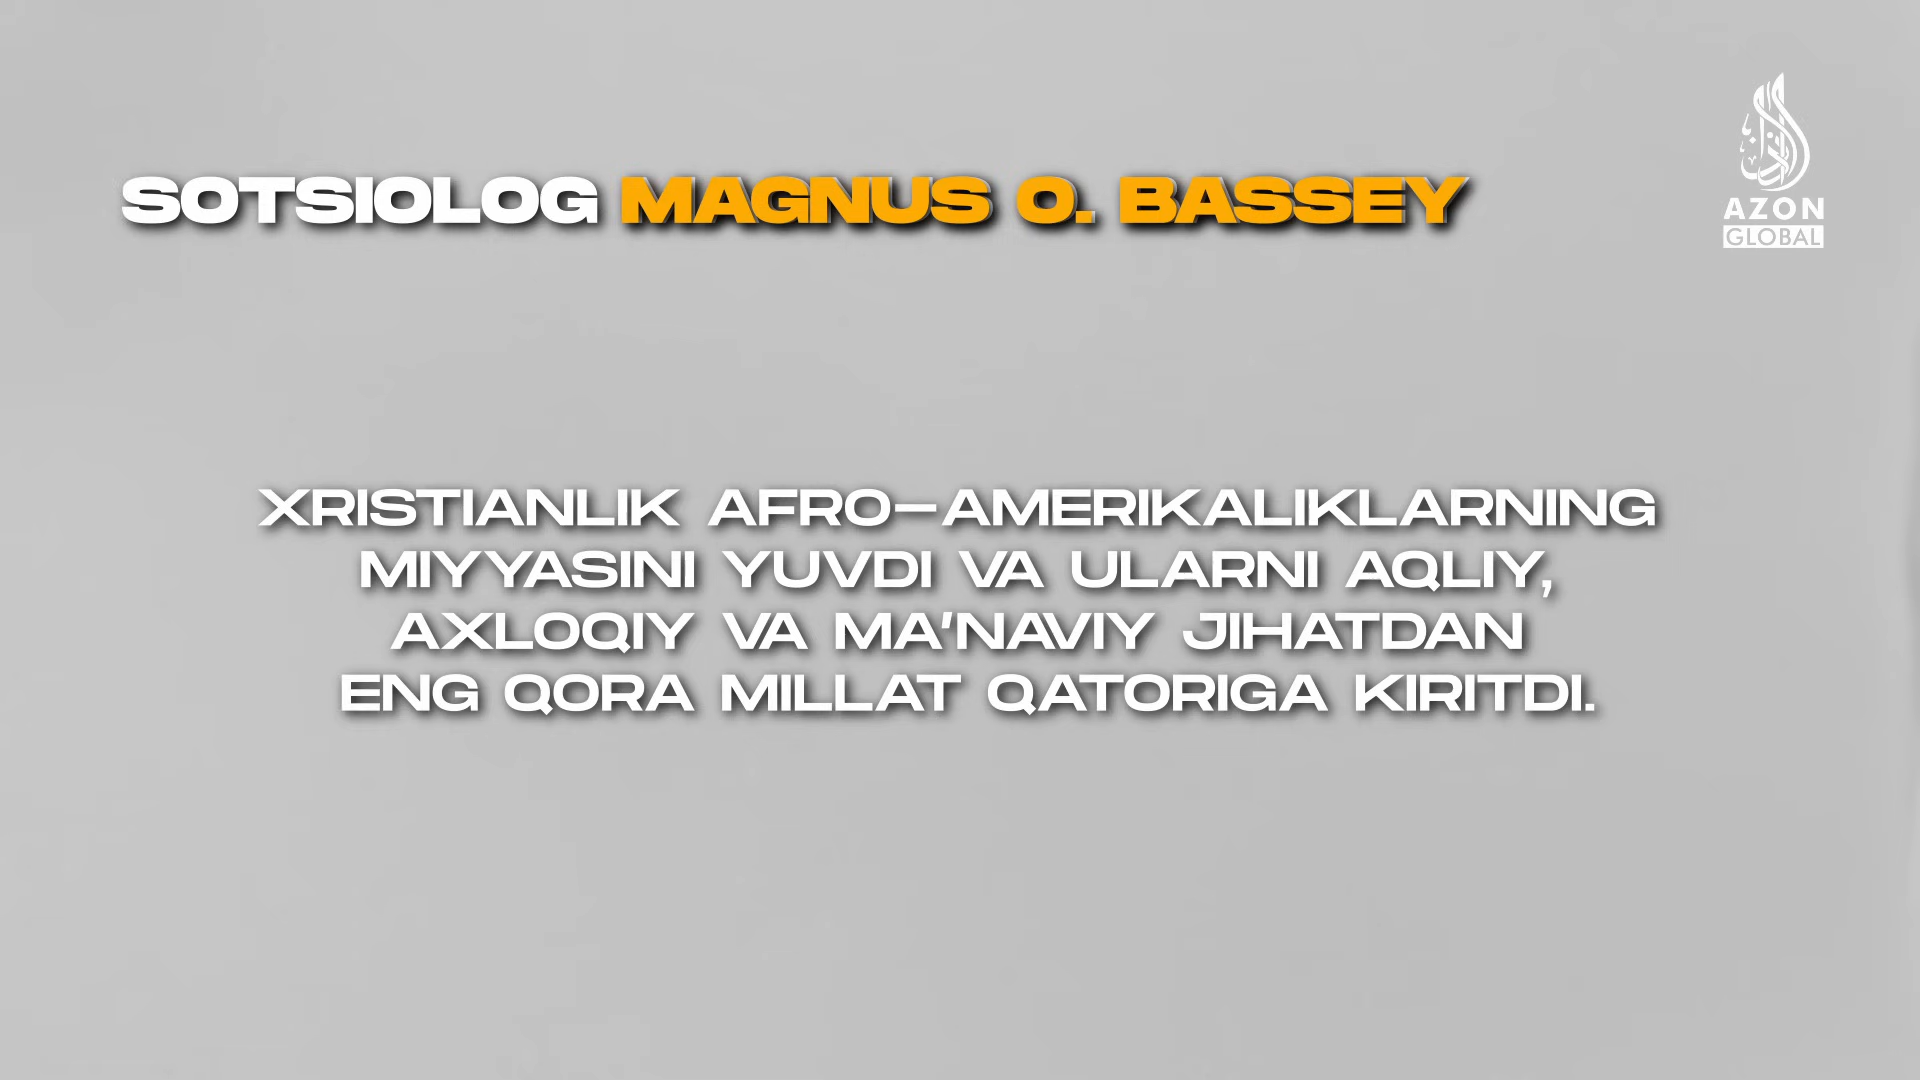 SOTSIOLOG MAGNUS O. BASSEY
AZON
GLOBAL
XRISTIANLIK AFRO-AMERIKALIKLARNING
MIYYASINI YUVDI VA ULARNI AQLIY,
AXLOQIY VA MA'NAVIY JIHATDAN
ENG QORA MILLAT QATORIGA KIRITDI.